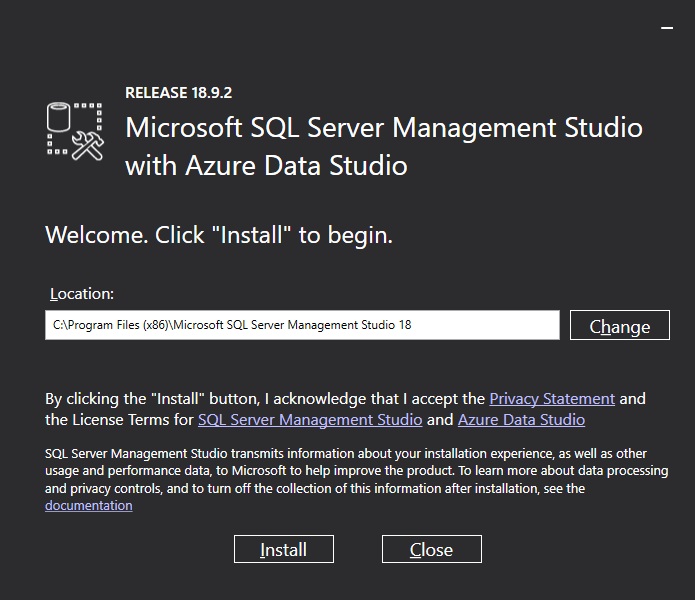 RELEASE 18.9.2
Microsoft SQL Server Management Studio
with Azure Data Studio
Welcome. Click "Install" to begin.
Location:
C:\Program Files (x86)\Microsoft SQL Server Management Studio 18
Change
By clicking the "Install" button, I acknowledge that I accept the Privacy Statement and
the License Terms for SQL Server Management Studio and Azure Data Studio
SQL Server Management Studio transmits information about your installation experience, as well as other
usage and performance data, to Microsoft to help improve the product. To learn more about data processing
and privacy controls, and to turn off the collection of this information after installation, see the
documentation
Install
Close